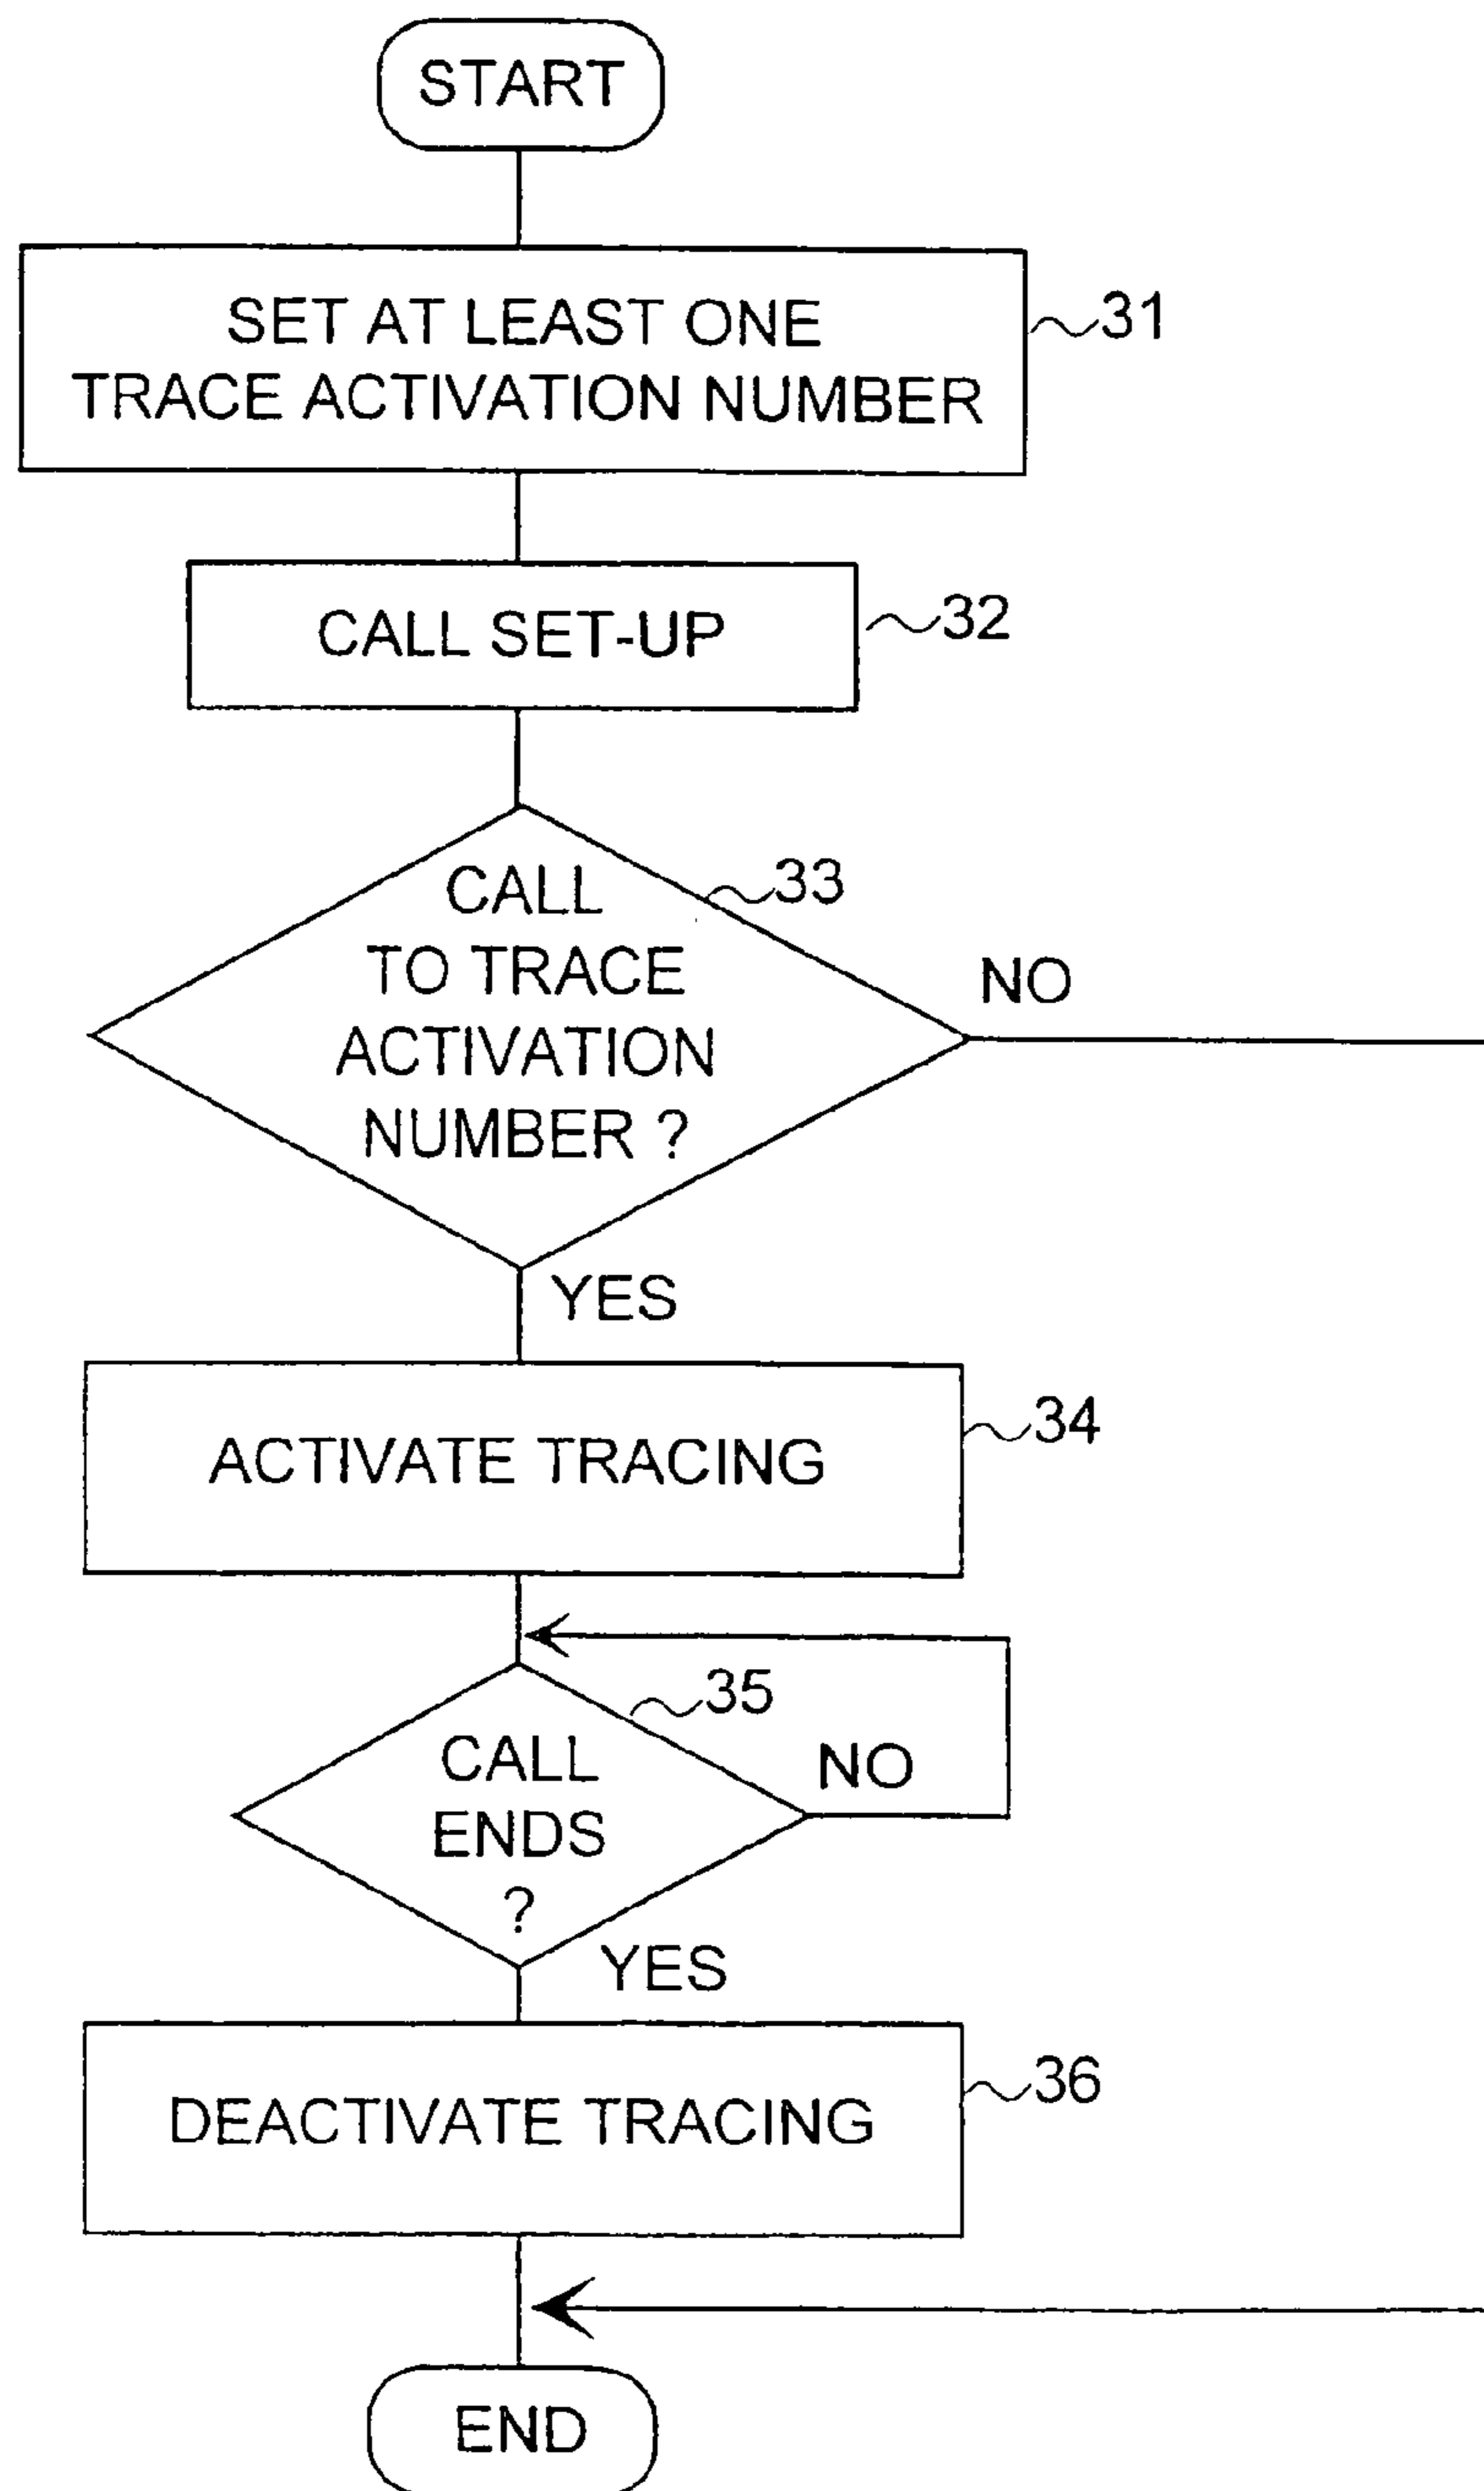 START
SET AT LEAST ONE
TRACE ACTIVATION NUMBER
31
CALL SET-UP
32
CALL
TO TRACE
ACTIVATION
NUMBER ?
33
NO
YES
ACTIVATE TRACING
34
CALL
ENDS
?
35
NO
YES
DEACTIVATE TRACING
36
END